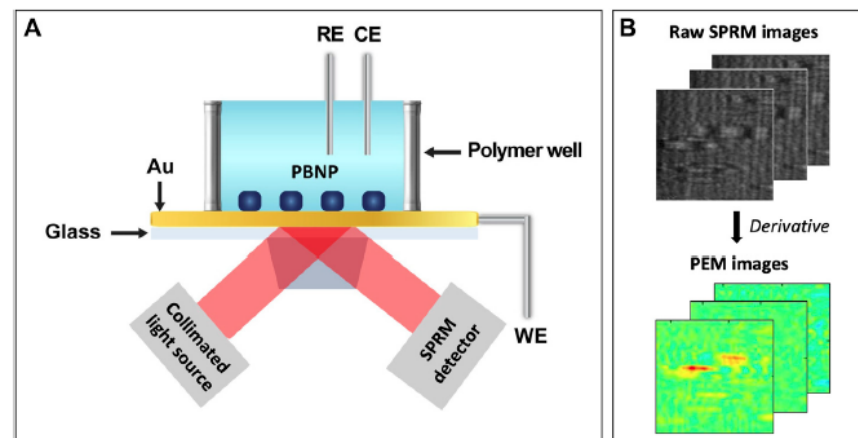 A
RE CE
Polymer well
PBNP
Au
Glass
Collimated
light source
SPRM
detector
WE
B
Raw SPRM images
Derivative
PEM images